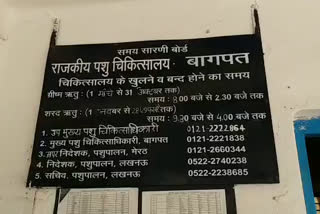 समय सारणी बोर्ड
राजकीय पशु चिकित्सालय - बागपत
चिकित्सालय के खुलने व बन्द होने का समय
ग्रीष्म ऋतु : (1 मार्च से 31 अक्टूबर तक)
समय : 8.00 बजे से 2.30 बजे तक
शरद ऋतु : (1 नवम्बर से तक)
समय : 9.30 बजे से 4.00 बजे तक
1. उप मुख्य पशु चिकित्साधिकारी 0121-2222864
2. मुख्य पशु चिकित्साधिकारी, बागपत 0121-2221838
3. अपर निदेशक, पशुपालन, मेरठ 0121-2660344
4. निदेशक, पशुपालन, लखनऊ 0522-2740238
5. सचिव, पशुपालन, लखनऊ 0522-2238685